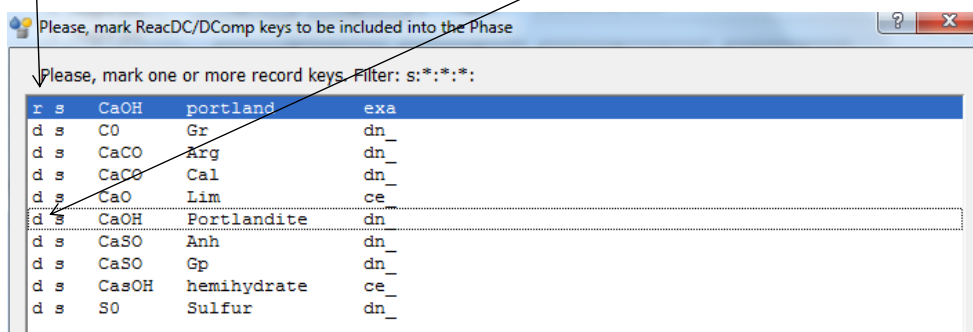 Please, mark ReacDC/DComp keys to be included into the Phase ? X
Please, mark one or more record keys. Filter: s:*:*:*:
r s CaOH portland exa
d s C0 Gr dn_
d s CaCO Arg dn_
d s CaCO Cal dn_
d s CaO Lim ce_
d s CaOH Portlandite dn_
d s CaSO Anh dn_
d s CaSO Gp dn_
d s CasOH hemihydrate ce_
d s S0 Sulfur dn_